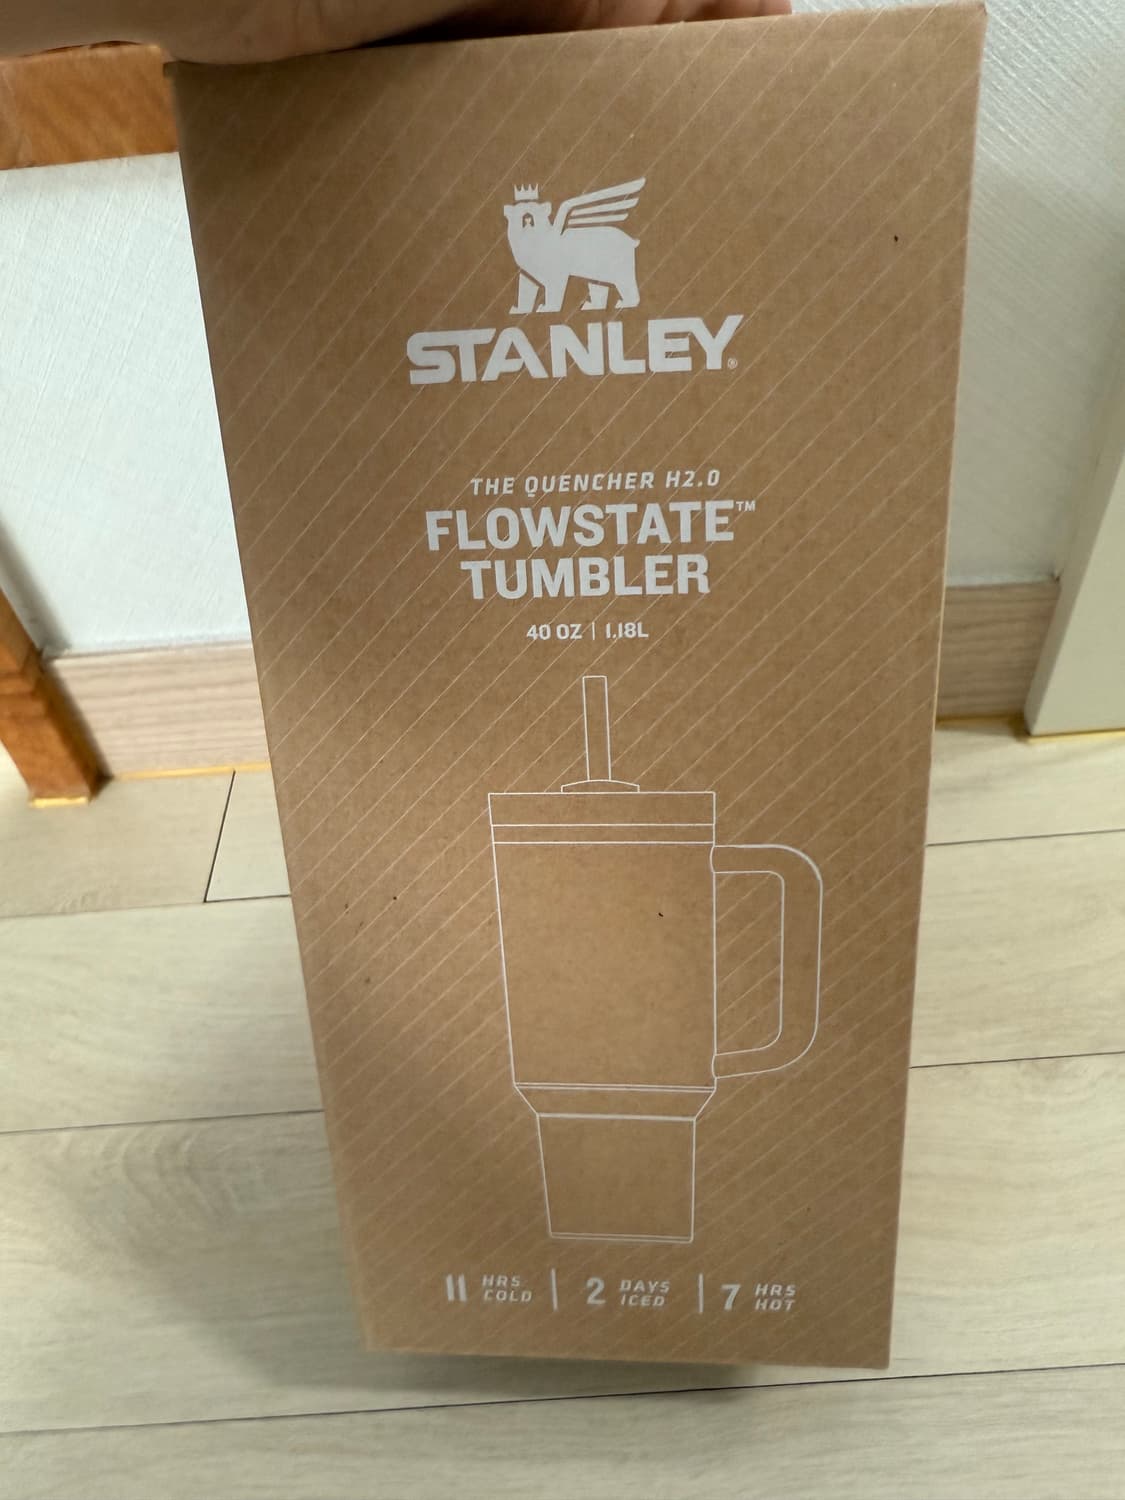 STANLEY®
THE QUENCHER H2.0
FLOWSTATE™
TUMBLER
40 OZ | 1.18L
11 HRS COLD | 2 DAYS ICED | 7 HRS HOT